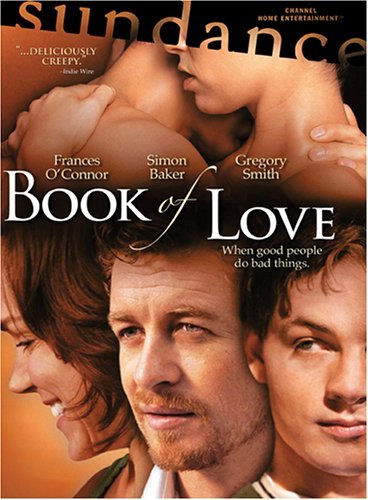 sundance
CHANNEL
HOME ENTERTAINMENT™
"...DELICIOUSLY
CREEPY."
-Indie Wire
Frances
O'Connor
Simon
Baker
Gregory
Smith
BOOK of LOVE
When good people
do bad things.